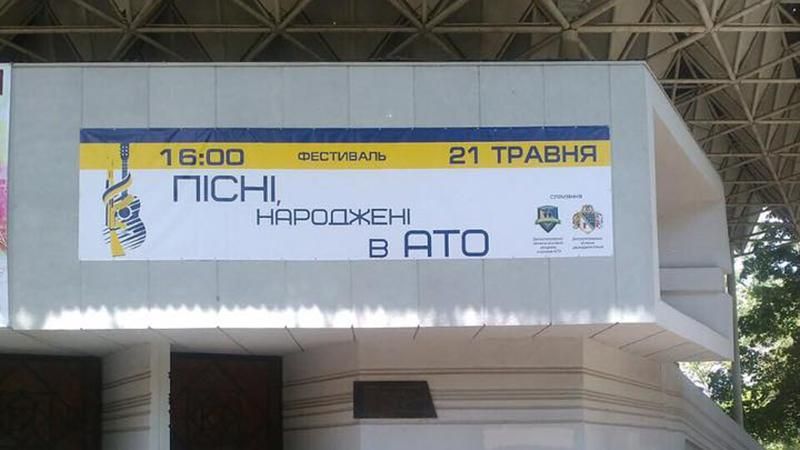 16:00 ФЕСТИВАЛЬ 21 ТРАВНЯ
ПІСНІ,
НАРОДЖЕНІ
В АТО